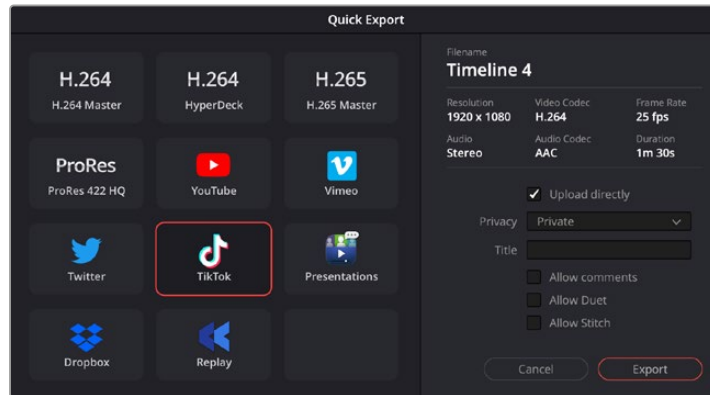 Quick Export
H.264
H.264 Master
H.264
HyperDeck
H.265
H.265 Master
ProRes
ProRes 422 HQ
YouTube
Vimeo
Twitter
TikTok
Presentations
Dropbox
Replay
Filename
Timeline 4
Resolution
1920 x 1080
Video Codec
H.264
Frame Rate
25 fps
Audio
Stereo
Audio Codec
AAC
Duration
1m 30s
Upload directly
Privacy Private
Title
Allow comments
Allow Duet
Allow Stitch
Cancel Export